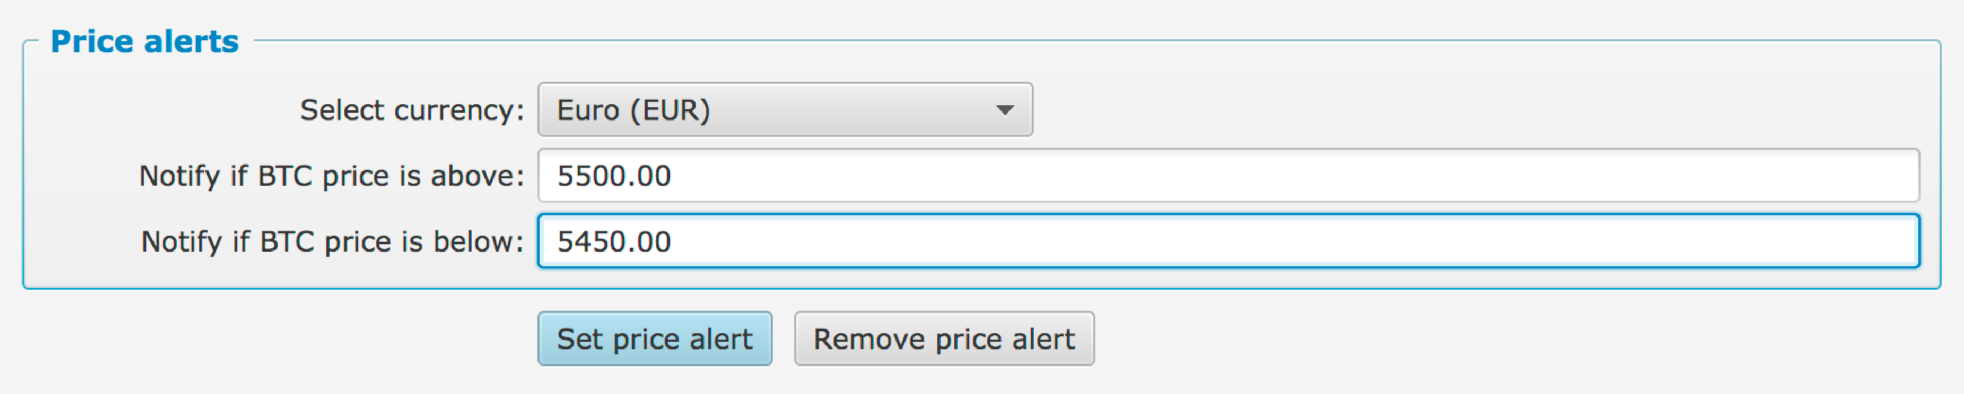 Price alerts
Select currency: Euro (EUR)
Notify if BTC price is above: 5500.00
Notify if BTC price is below: 5450.00
Set price alert Remove price alert